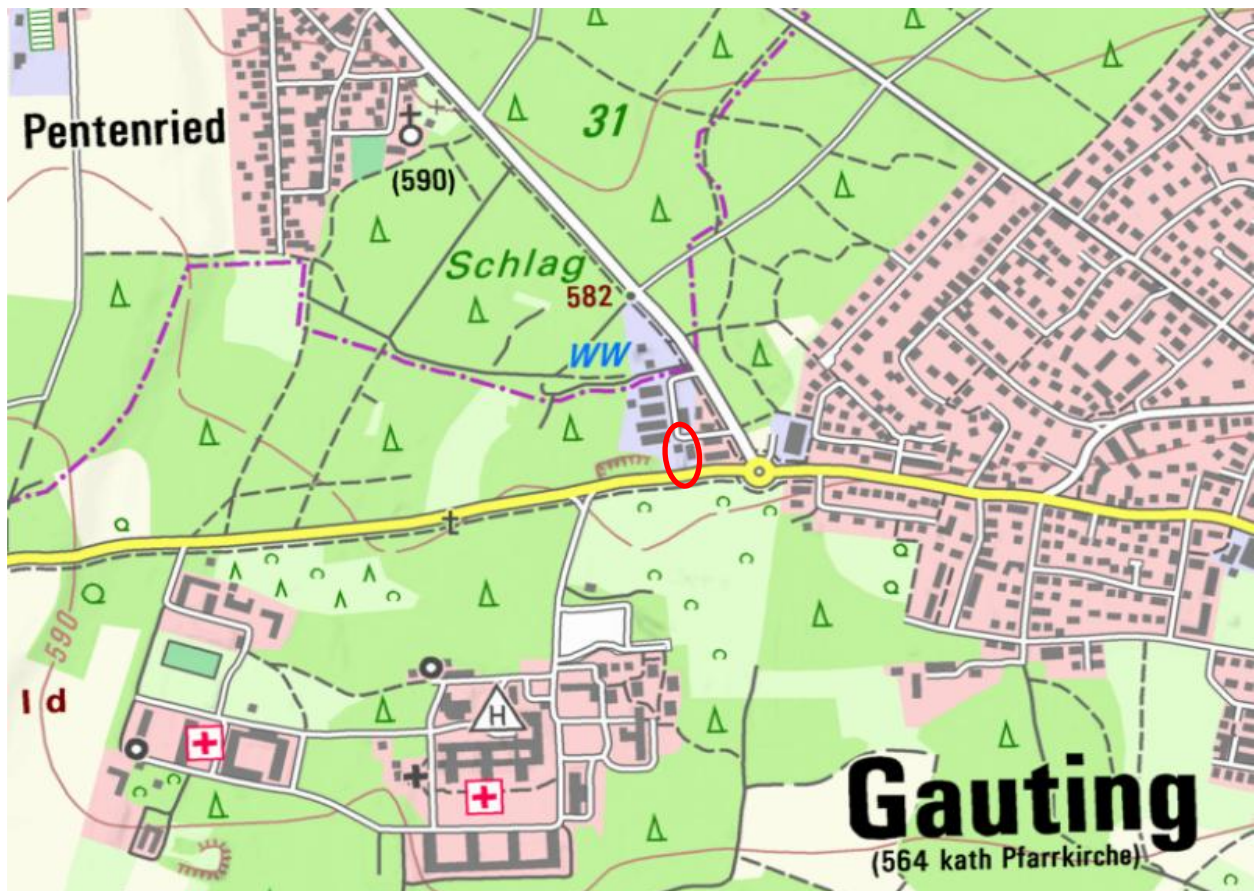 31
Pentenried
(590)
Schlag
582
WW
t
590
I d
H
Gauting
(564 kath Pfarrkirche)